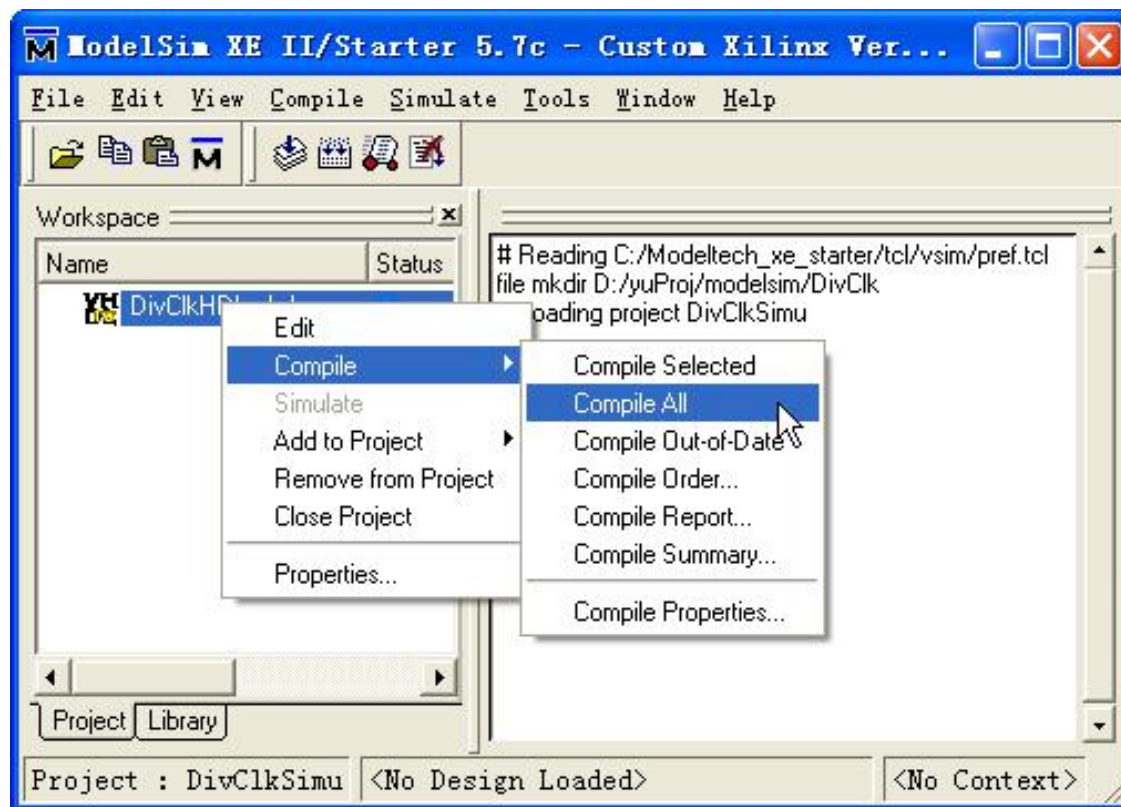 ModelSim XE II/Starter 5.7c - Custom Xilinx Ver...
File Edit View Compile Simulate Tools Window Help
Workspace
Name Status
# Reading C:/Modeltech_xe_starter/tcl/vsim/pref.tcl
file mkdir D:/yuProj/modelsim/DivClk
oading project DivClkSimu
Edit
Compile
Simulate
Add to Project
Remove from Project
Close Project
Properties...
Compile Selected
Compile All
Compile Out-of-Date
Compile Order...
Compile Report...
Compile Summary...
Compile Properties...
Project Library
Project : DivClkSimu <No Design Loaded> <No Context>